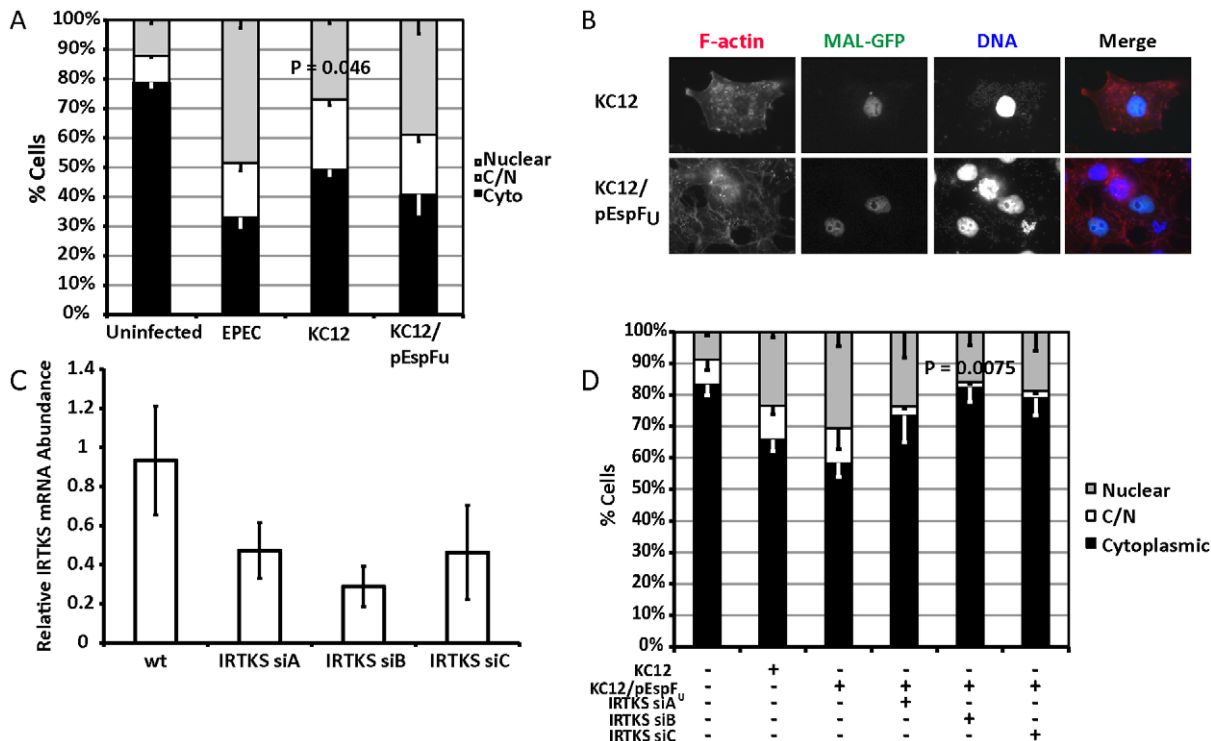 A
100%
90%
80%
70%
60%
50%
40%
30%
20%
10%
0%
% Cells
P = 0.046
Nuclear
C/N
Cyto
Uninfected
EPEC
KC12
KC12/
pEspFu
B
F-actin
MAL-GFP
DNA
Merge
KC12
KC12/
pEspFU
C
Relative IRTKS mRNA Abundance
1.4
1.2
1
0.8
0.6
0.4
0.2
0
wt
IRTKS siA
IRTKS siB
IRTKS siC
D
100%
90%
80%
70%
60%
50%
40%
30%
20%
10%
0%
% Cells
P = 0.0075
Nuclear
C/N
Cytoplasmic
KC12 - + - - - -
KC12/pEspFU - - + + + +
IRTKS siA - - - + - -
IRTKS siB - - - - + -
IRTKS siC - - - - - +